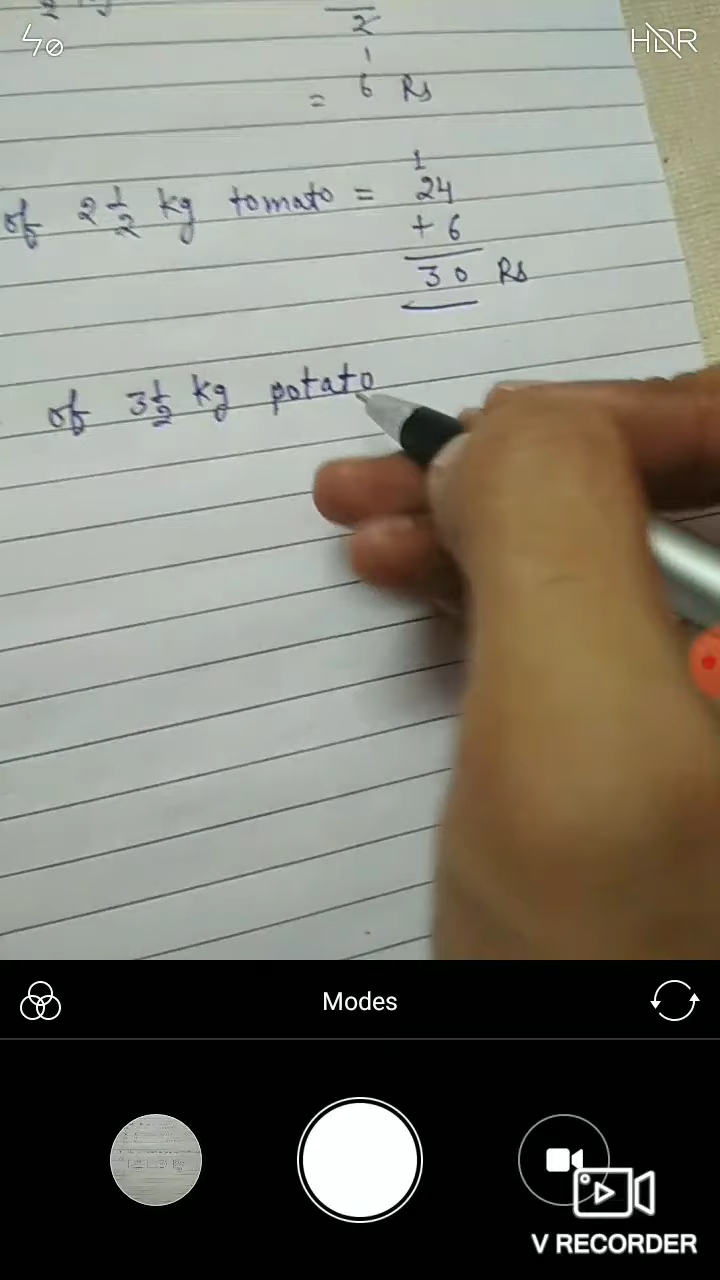 HDR
2
1
= 6 Rs
1
of 2 1/2 kg tomato = 24
+ 6
30 Rs
of 3 1/2 kg potato
Modes
V RECORDER